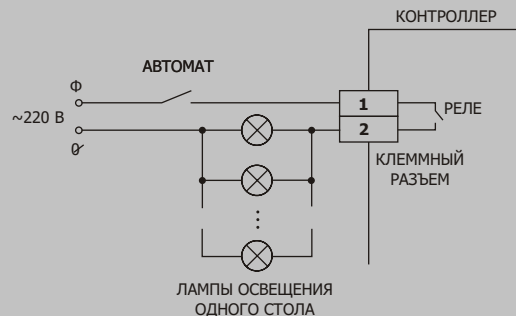 КОНТРОЛЛЕР
АВТОМАТ
Ф
~220 В
0
1
2
РЕЛЕ
КЛЕММНЫЙ
РАЗЪЕМ
ЛАМПЫ ОСВЕЩЕНИЯ
ОДНОГО СТОЛА